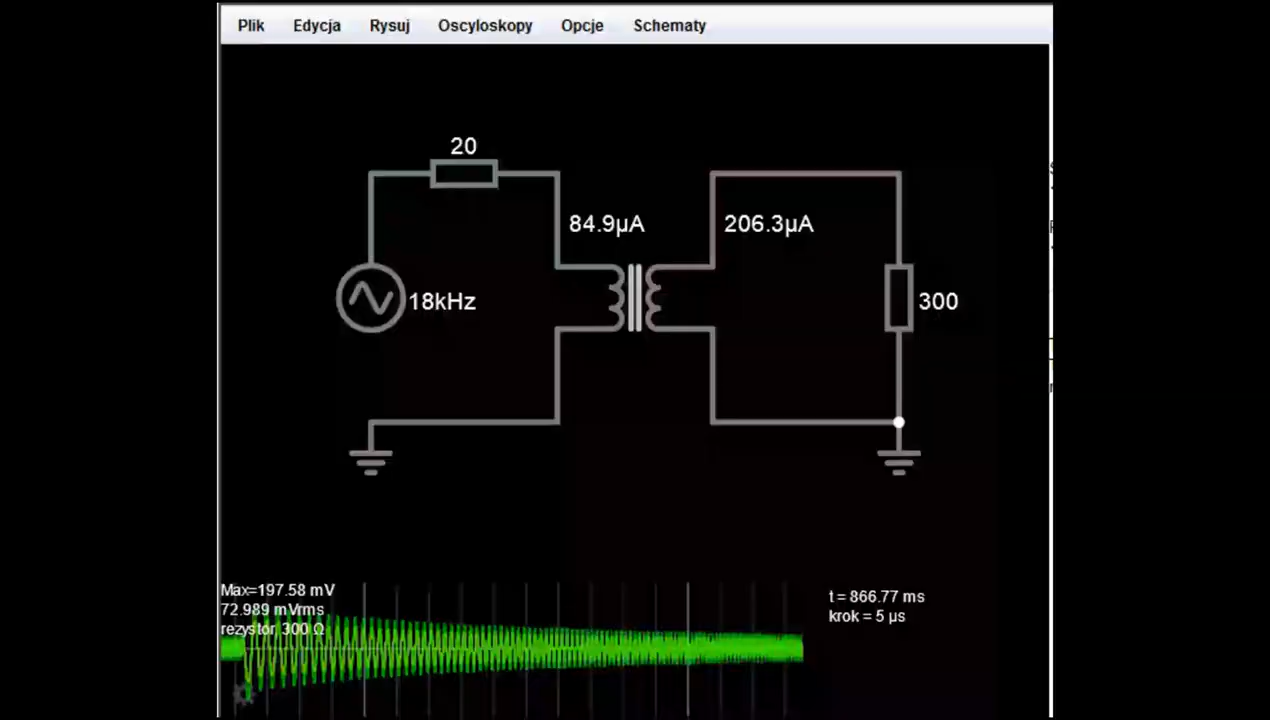 Plik Edycja Rysuj Oscyloskopy Opcje Schematy
20
84.9µA 206.3µA
18kHz 300
Max=197.58 mV
72.989 mVrms
rezystor, 300 Ω
t = 866.77 ms
krok = 5 µs